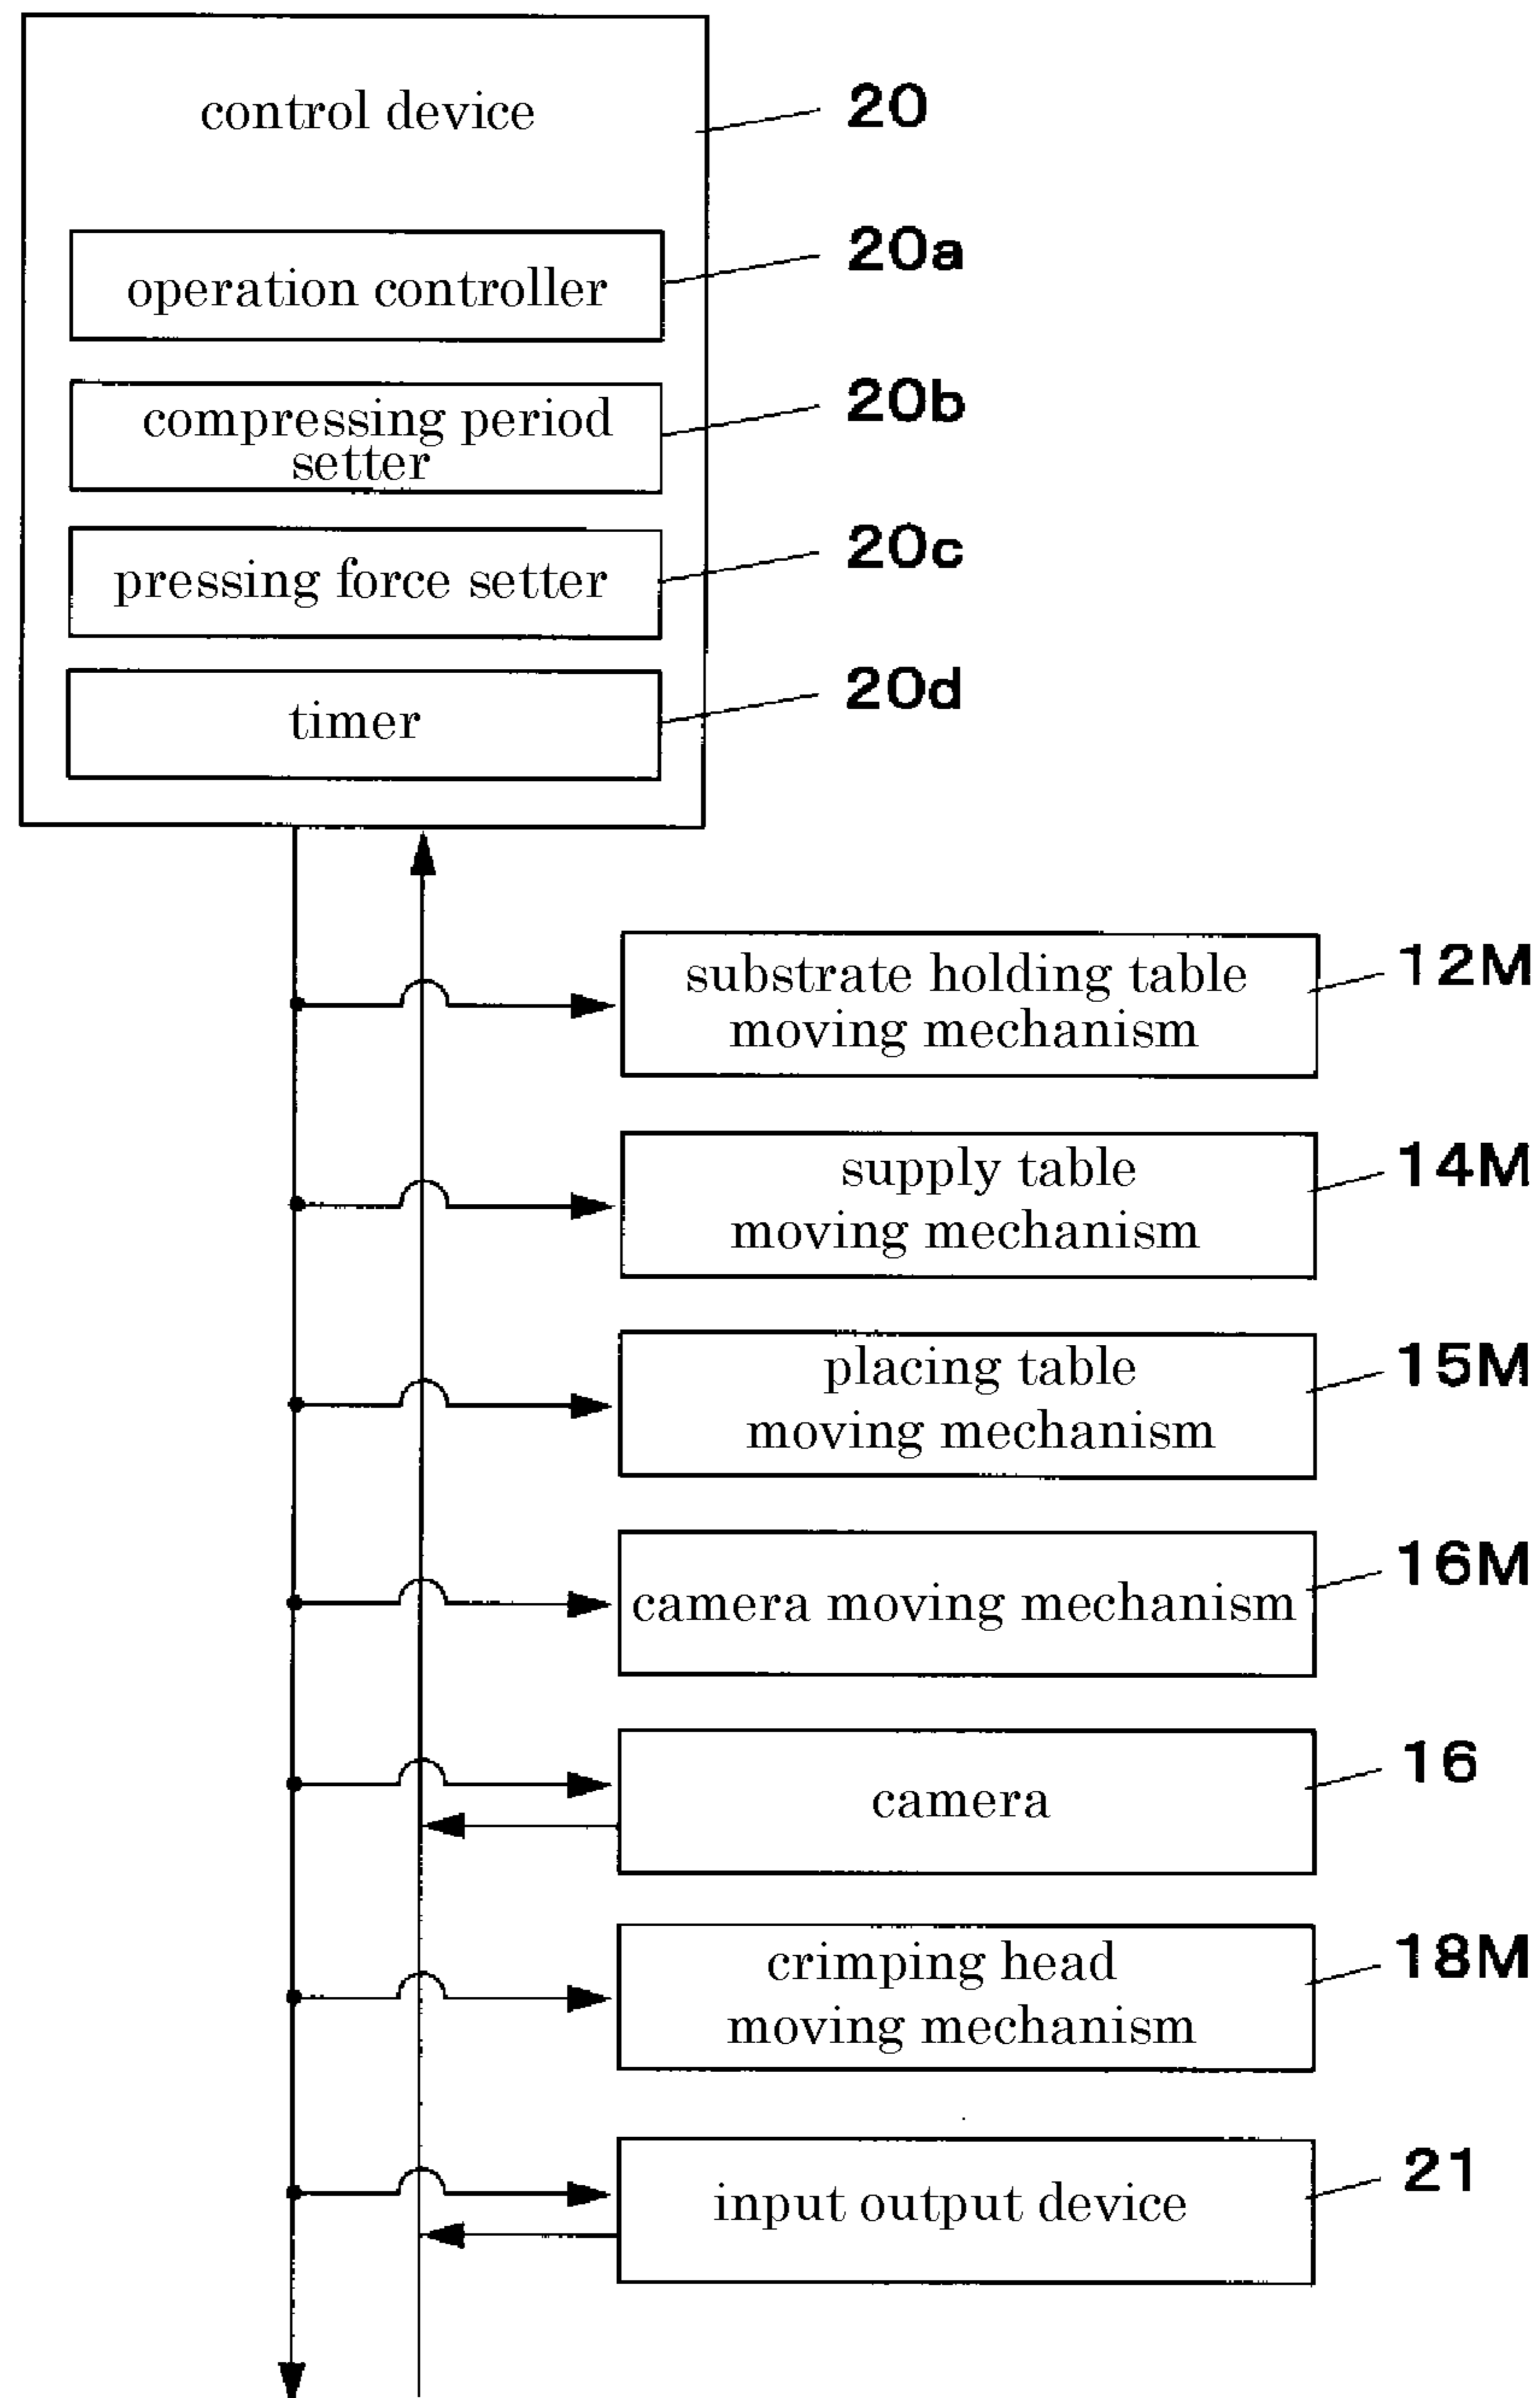 control device
20
operation controller
20a
compressing period
setter
20b
pressing force setter
20c
timer
20d
substrate holding table
moving mechanism
12M
supply table
moving mechanism
14M
placing table
moving mechanism
15M
camera moving mechanism
16M
camera
16
crimping head
moving mechanism
18M
input output device
21